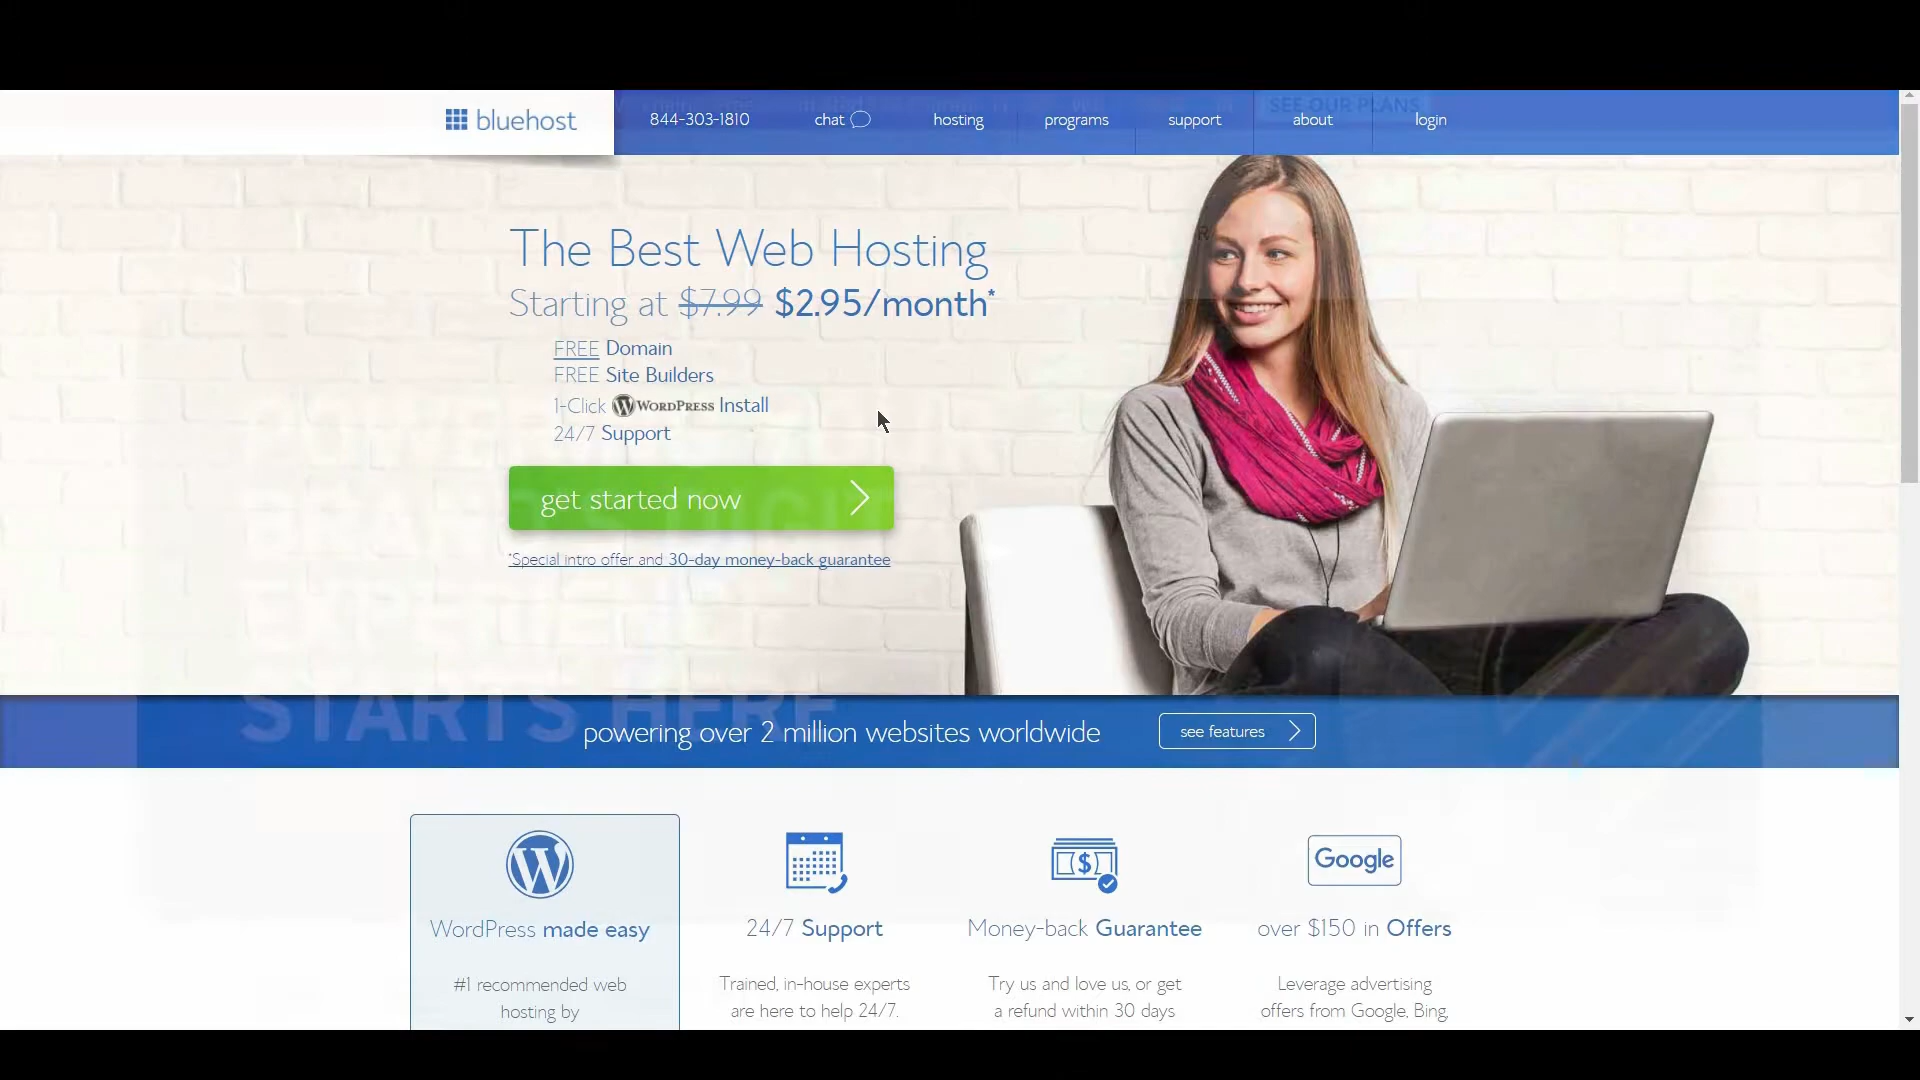 bluehost
844-303-1810
chat
hosting
programs
support
about
login
SEE OUR PLANS
The Best Web Hosting
Starting at $7.99 $2.95/month*
FREE Domain
FREE Site Builders
1-Click WORDPRESS Install
24/7 Support
get started now
*Special intro offer and 30-day money-back guarantee
STARTS HERE
powering over 2 million websites worldwide
see features
WordPress made easy
#1 recommended web
hosting by
24/7 Support
Trained, in-house experts
are here to help 24/7.
Money-back Guarantee
Try us and love us, or get
a refund within 30 days
Google
over $150 in Offers
Leverage advertising
offers from Google, Bing,